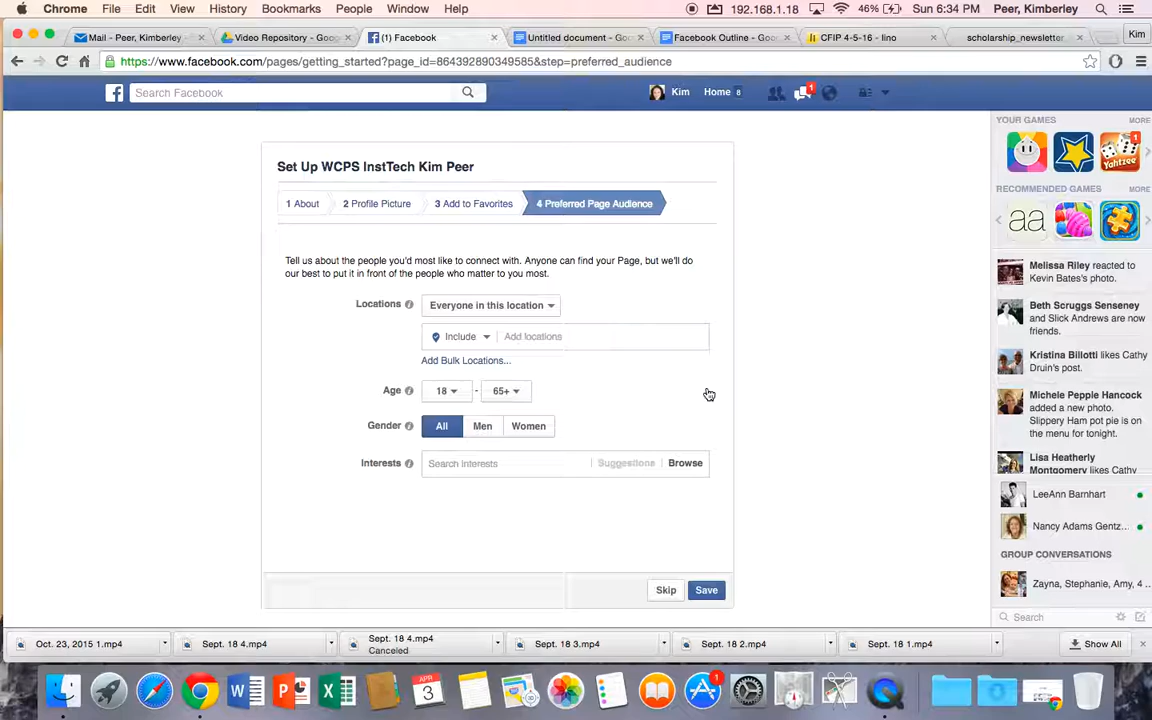 Chrome File Edit View History Bookmarks People Window Help 192.168.1.18 46% Sun 6:34 PM Peer, Kimberley
Mail - Peer, Kimberley Video Repository - Goog (1) Facebook Untitled document - Goo Facebook Outline - Goog CFIP 4-5-16 - lino scholarship_newsletter Kim
https://www.facebook.com/pages/getting_started?page_id=864392890349585&step=preferred_audience
Search Facebook Kim Home 8 1
YOUR GAMES MORE
Set Up WCPS InstTech Kim Peer
1 About 2 Profile Picture 3 Add to Favorites 4 Preferred Page Audience
Tell us about the people you'd most like to connect with. Anyone can find your Page, but we'll do
our best to put it in front of the people who matter to you most.
Locations Everyone in this location
Include Add locations
Add Bulk Locations...
Age 18 - 65+
Gender All Men Women
Interests Search interests Suggestions Browse
Skip Save
Yahtzee 1
RECOMMENDED GAMES MORE
aa
Melissa Riley reacted to
Kevin Bates's photo.
Beth Scruggs Senseney
and Slick Andrews are now
friends.
Kristina Billotti likes Cathy
Druin's post.
Michele Pepple Hancock
added a new photo.
Slippery Ham pot pie is on
the menu for tonight.
Lisa Heatherly
Montgomery likes Cathy
LeeAnn Barnhart
Nancy Adams Gentz...
GROUP CONVERSATIONS
Zayna, Stephanie, Amy, 4 ...
Search
Oct. 23, 2015 1.mp4 Sept. 18 4.mp4 Sept. 18 4.mp4 Sept. 18 3.mp4 Sept. 18 2.mp4 Sept. 18 1.mp4 Show All
Canceled
APR
3
1